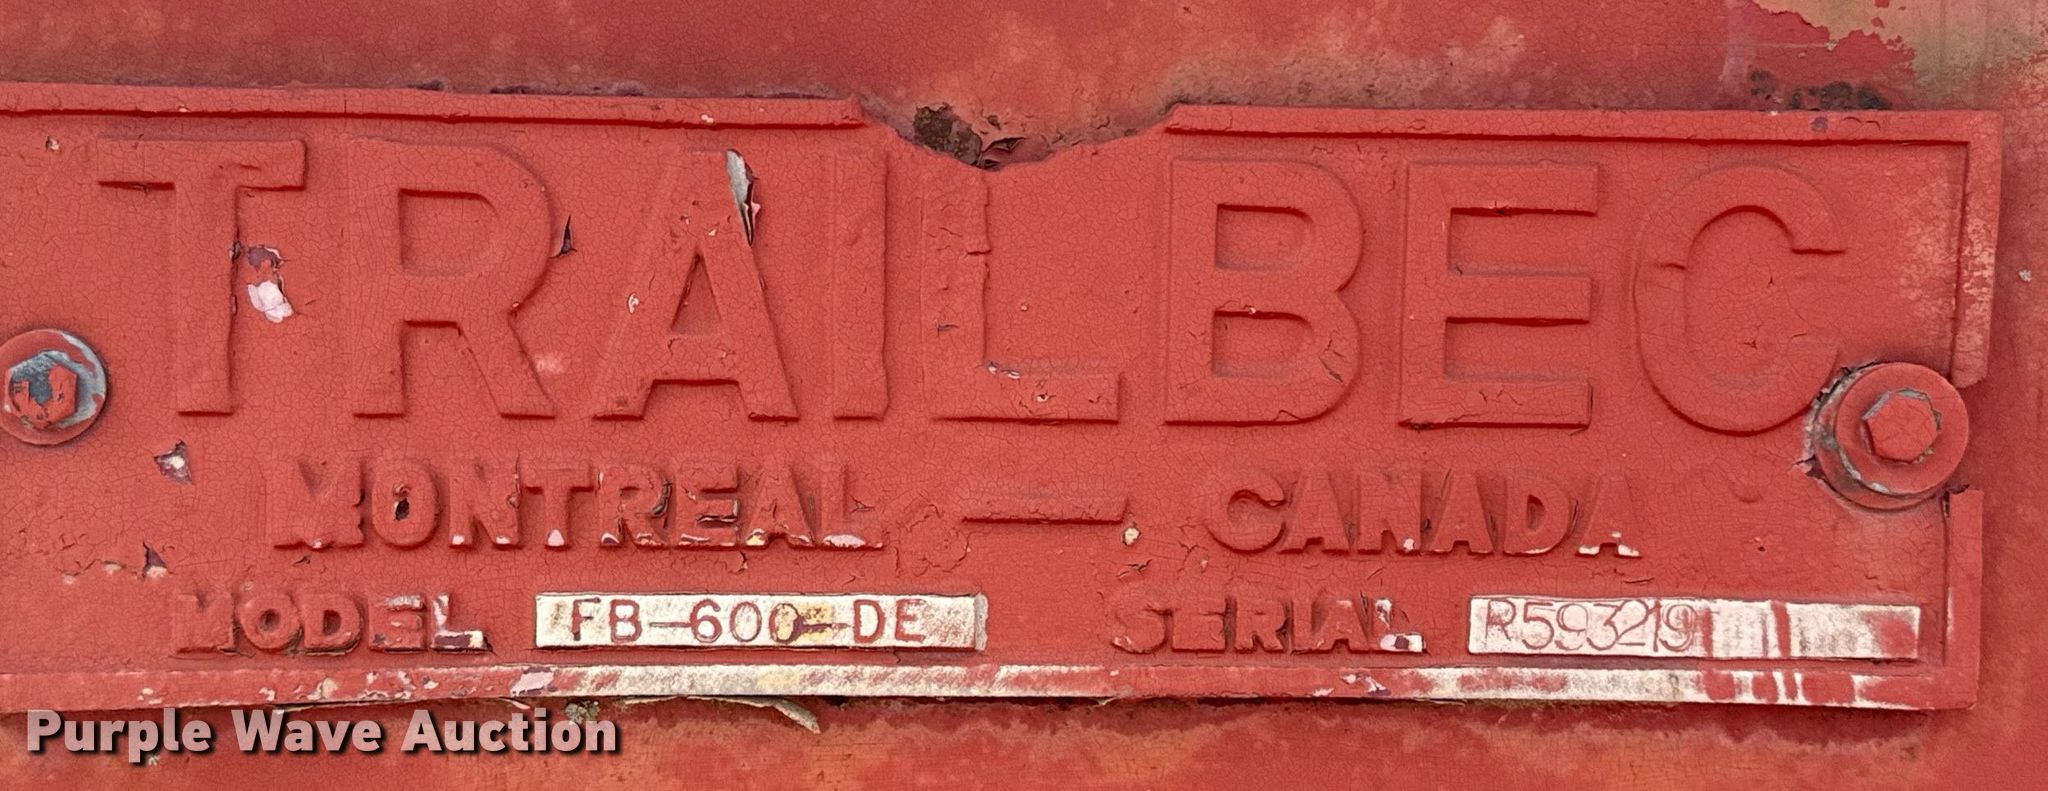 TRAILBEC
MONTREAL — CANADA
MODEL FB-600-DE SERIAL R593219
Purple Wave Auction